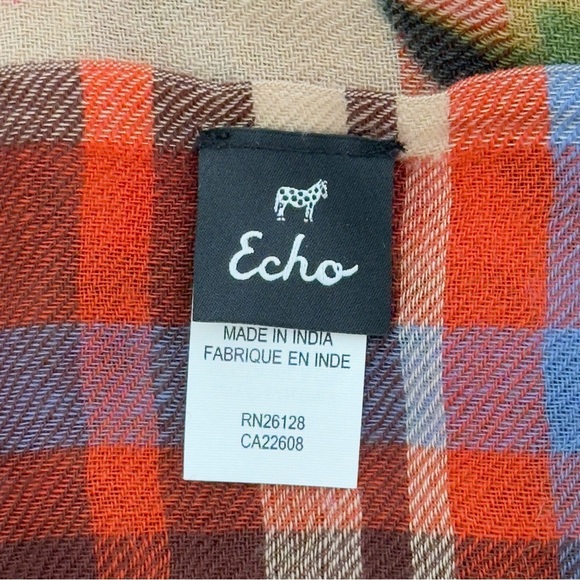 Echo
MADE IN INDIA
FABRIQUE EN INDE
RN26128
CA22608